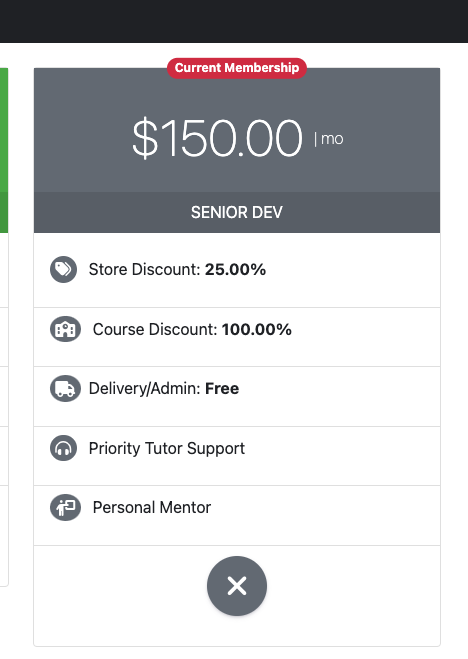 Current Membership
$150.00 | mo
SENIOR DEV
Store Discount: 25.00%
Course Discount: 100.00%
Delivery/Admin: Free
Priority Tutor Support
Personal Mentor